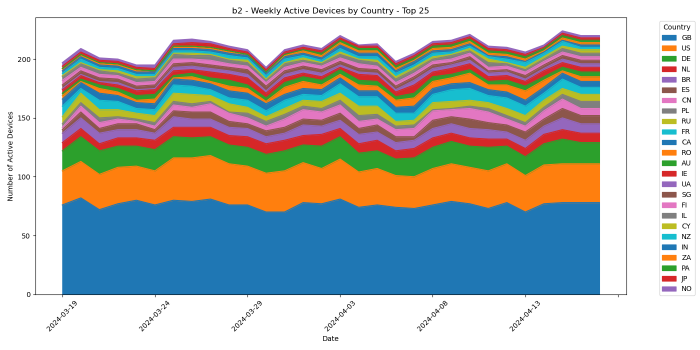 b2 - Weekly Active Devices by Country - Top 25
Number of Active Devices
200
150
100
50
0
2024-03-19
2024-03-24
2024-03-29
2024-04-03
2024-04-08
2024-04-13
Date
Country
GB
US
DE
NL
BR
ES
CN
PL
RU
FR
CA
RO
AU
IE
UA
SG
FI
IL
CY
NZ
IN
ZA
PA
JP
NO